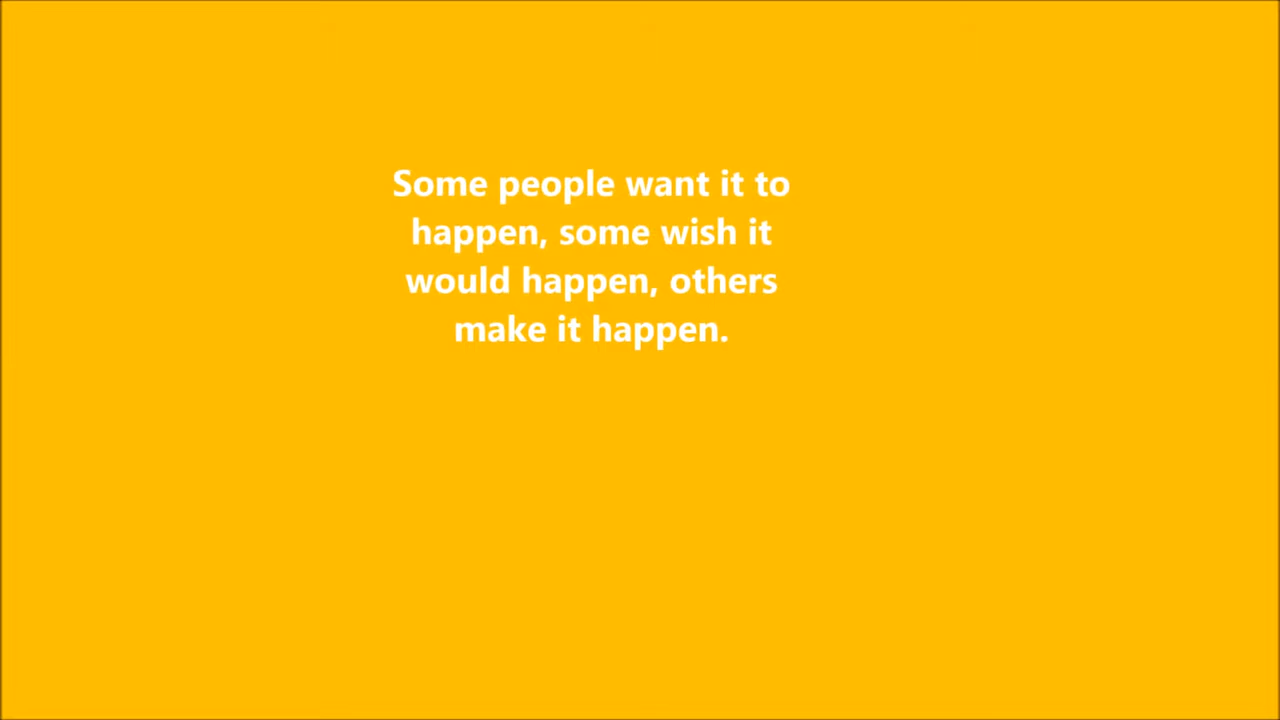 Some people want it to
happen, some wish it
would happen, others
make it happen.